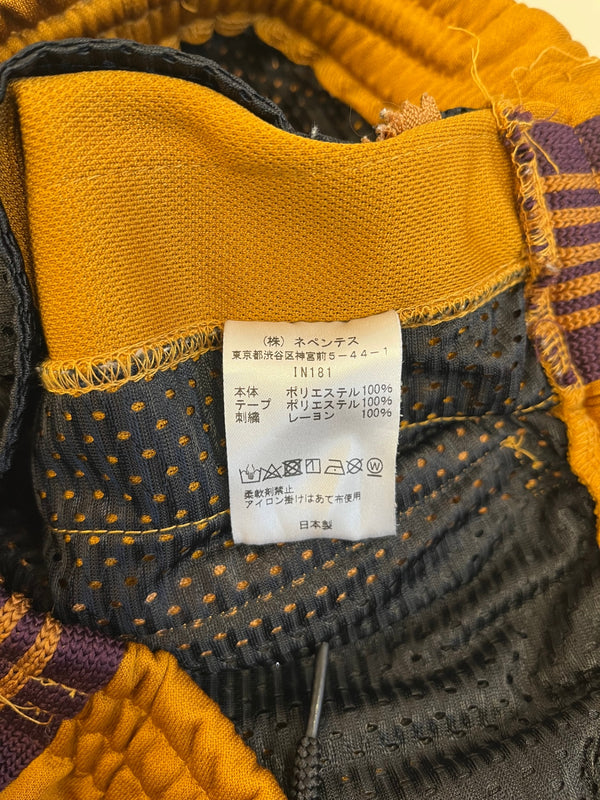 (株) ネペンテス
東京都渋谷区神宮前5-44-1
IN181
本体 ポリエステル100%
テープ ポリエステル100%
刺繍 レーヨン 100%
柔軟剤禁止
アイロン掛けはあて布使用
日本製